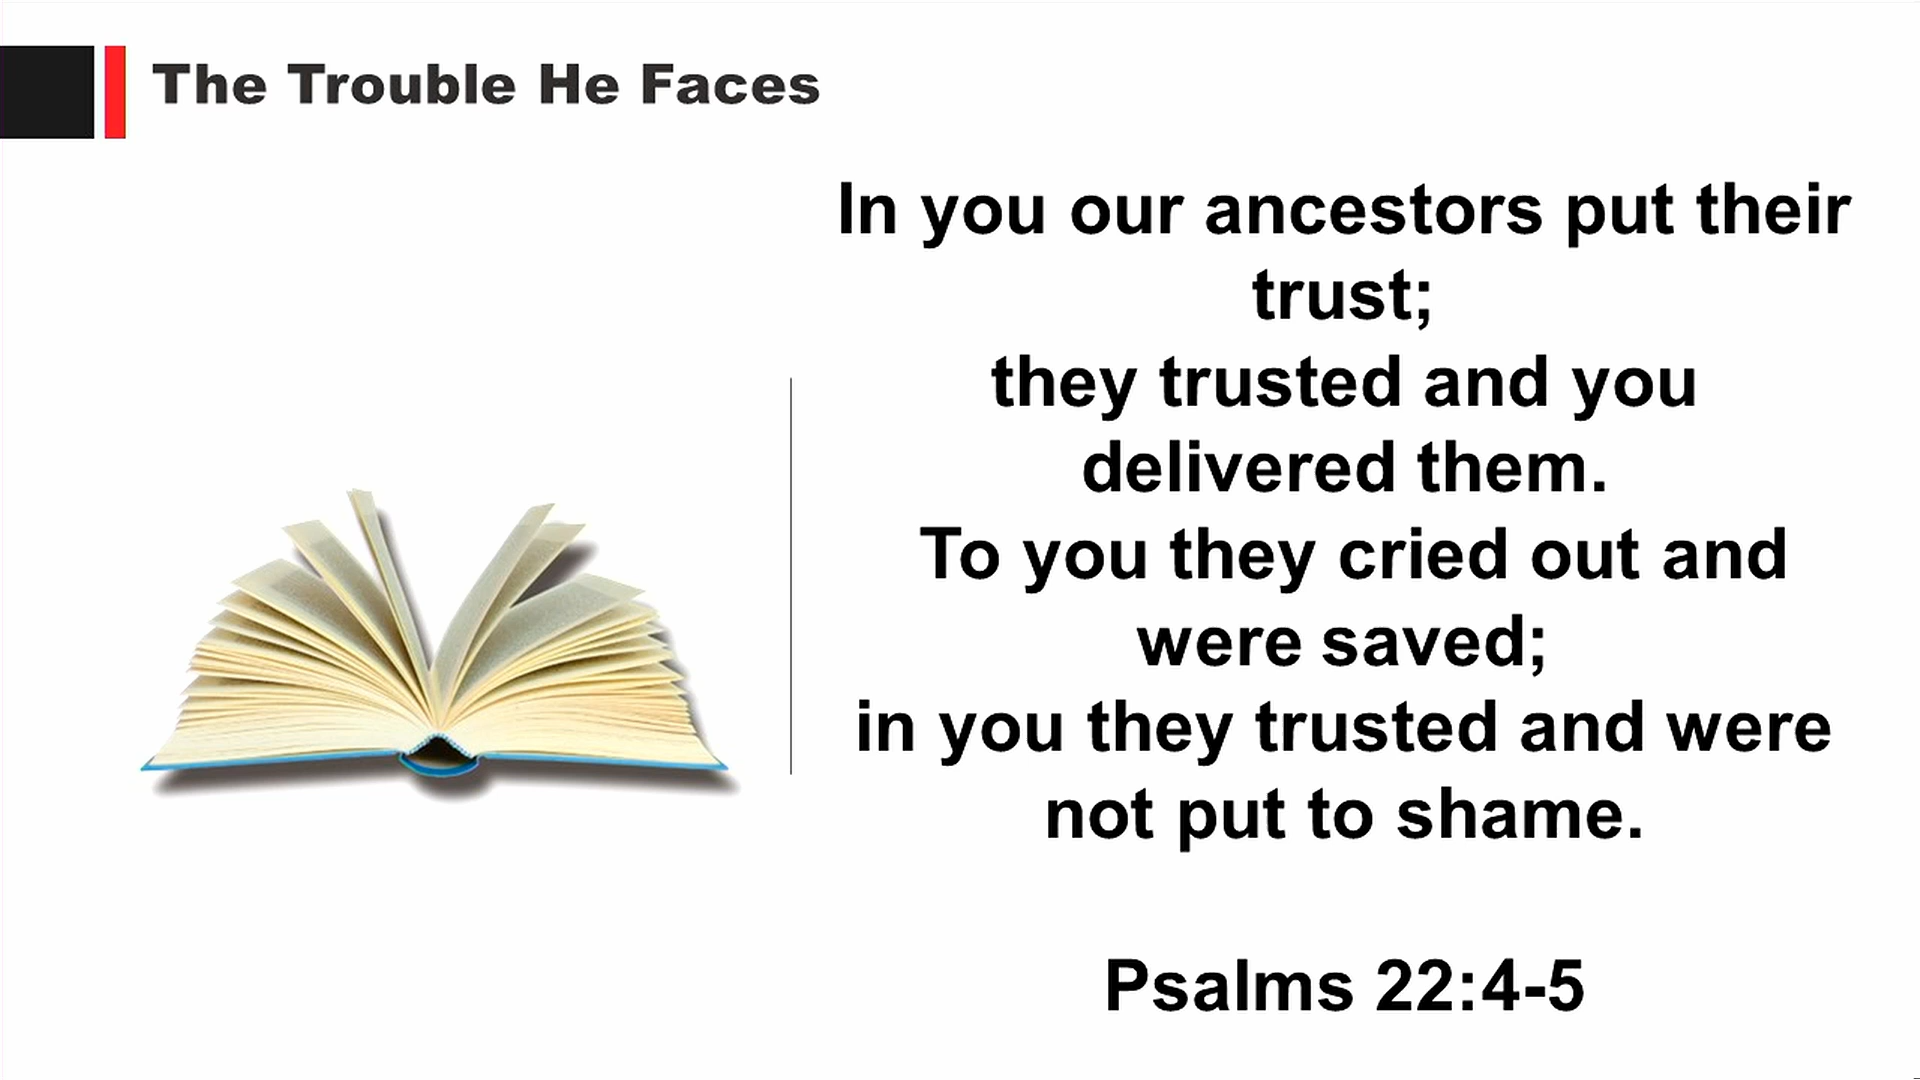 The Trouble He Faces
In you our ancestors put their
trust;
they trusted and you
delivered them.
To you they cried out and
were saved;
in you they trusted and were
not put to shame.
Psalms 22:4-5